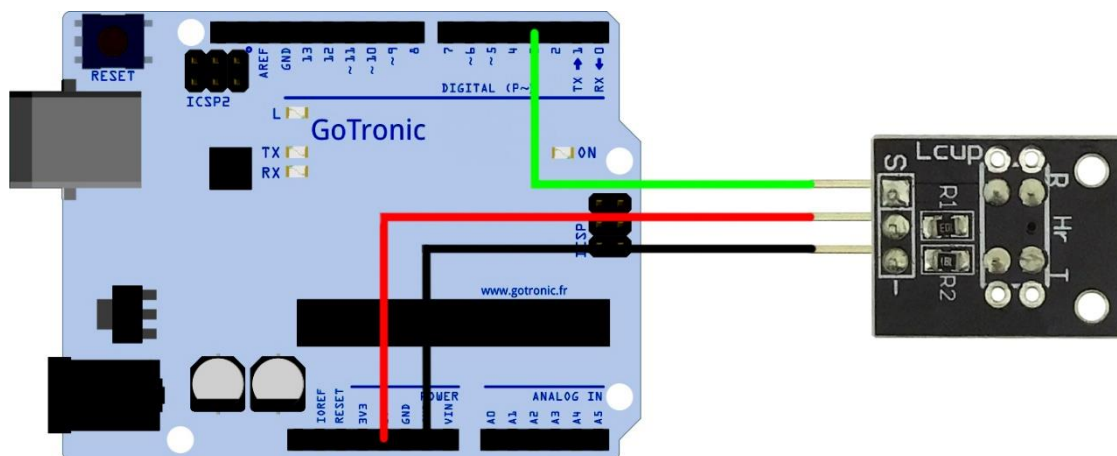 RESET
ICSP2
AREF
GND
13
12
~11
~10
~9
8
7
~6
~5
4
2
TX→1
RX←0
DIGITAL (P~
L
TX
RX
GoTronic
ON
ICSP
www.gotronic.fr
IOREF
RESET
3V3
GND
VIN
POWER
ANALOG IN
A0
A1
A2
A3
A4
A5
Lcup
S
R1
R2
B
Hr
T
-